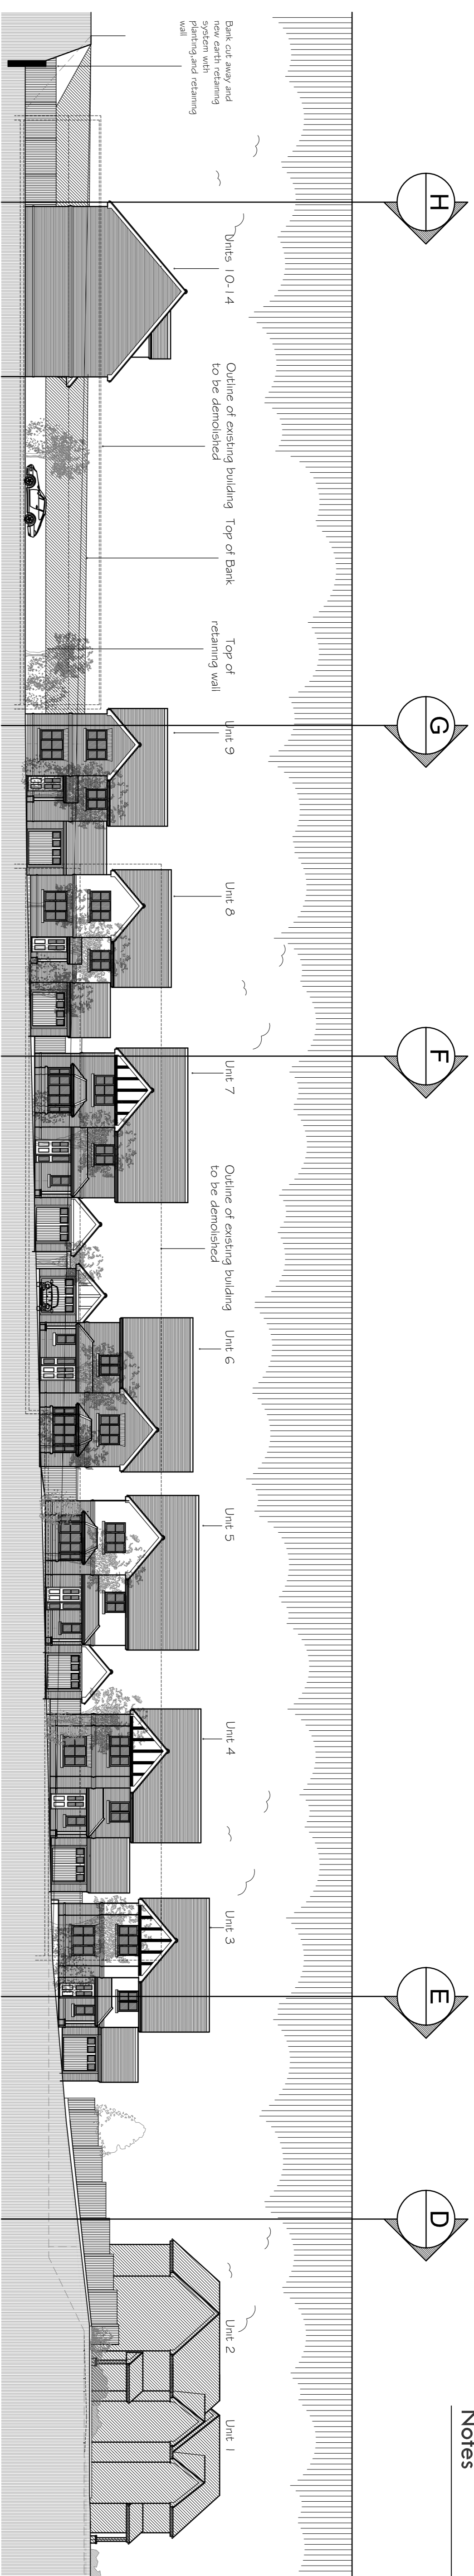 Notes
H
G
F
E
D
Bank cut away and
new earth retaining
system with
planting,and retaining
wall
Units 10-14
Outline of existing building
to be demolished
Top of Bank
Top of
retaining wall
Unit 9
Unit 8
Unit 7
Outline of existing building
to be demolished
Unit 6
Unit 5
Unit 4
Unit 3
Unit 2
Unit 1